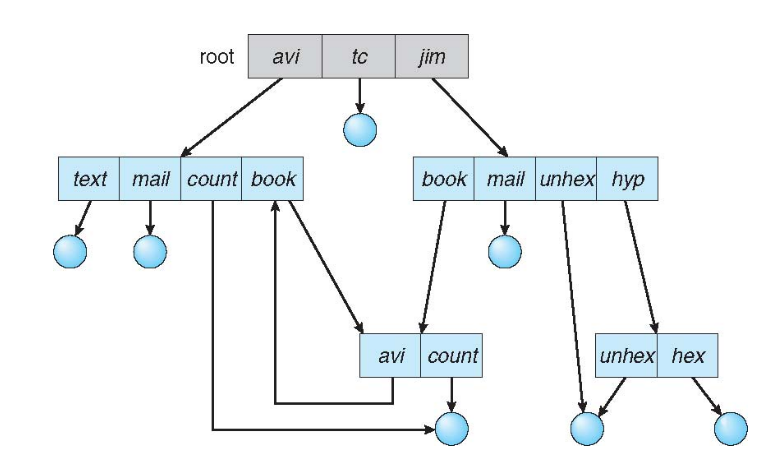 root avi tc jim
text mail count book book mail unhex hyp
avi count unhex hex